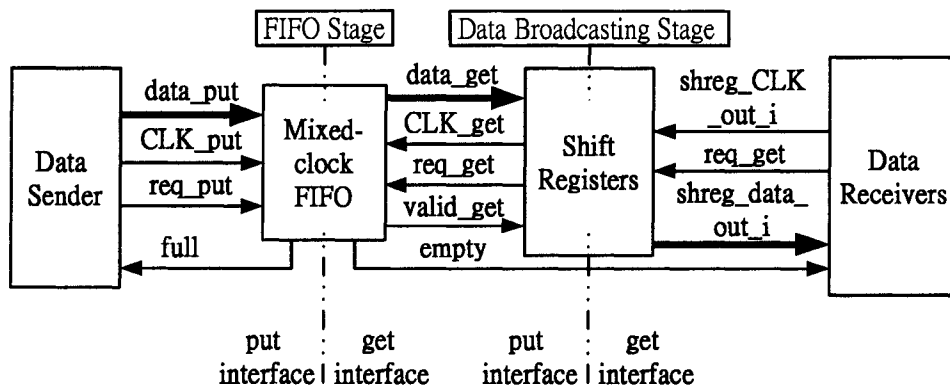 FIFO Stage
Data Broadcasting Stage
Data
Sender
data_put
CLK_put
req_put
full
Mixed-
clock
FIFO
data_get
CLK_get
req_get
valid_get
empty
Shift
Registers
shreg_CLK
_out_i
req_get
shreg_data_
out_i
Data
Receivers
put
interface
get
interface
put
interface
get
interface